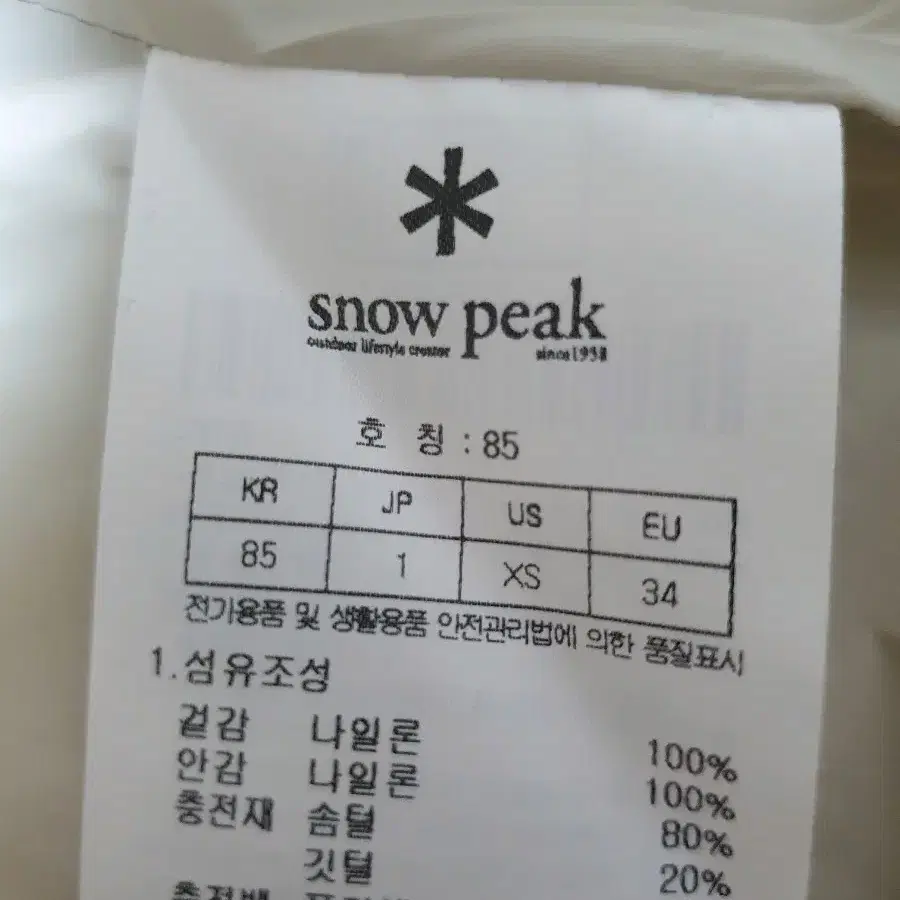 snow peak
outdoor lifestyle creator since 1958
호 칭 : 85
KR JP US EU
85 1 XS 34
전기용품 및 생활용품 안전관리법에 의한 품질표시
1. 섬유조성
겉감 나일론 100%
안감 나일론 100%
충전재 솜털 80%
깃털 20%